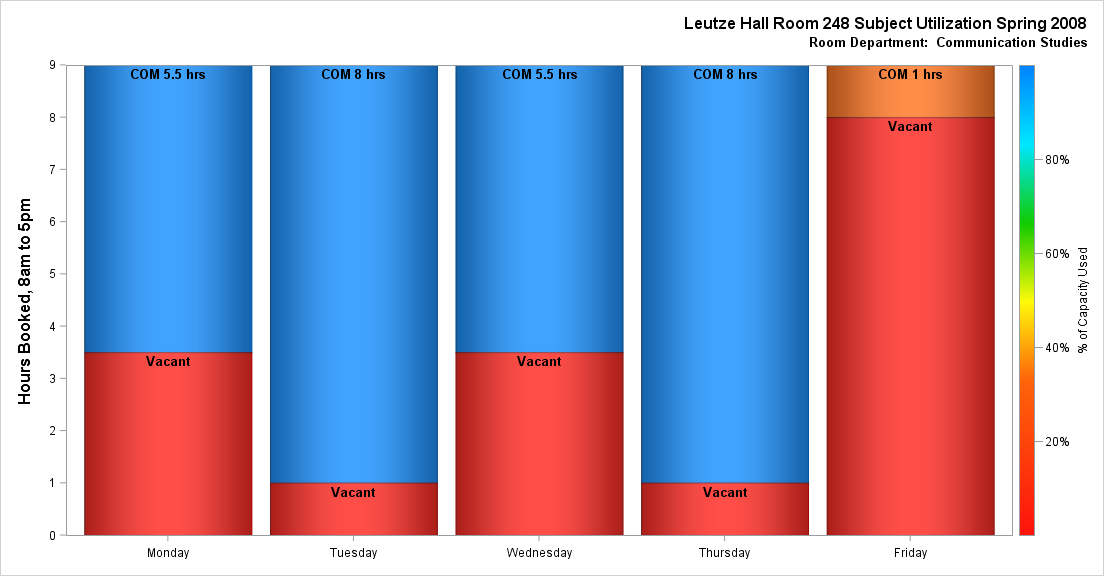 Leutze Hall Room 248 Subject Utilization Spring 2008
Room Department:  Communication Studies
Hours Booked, 8am to 5pm
9
8
7
6
5
4
3
2
1
0
COM 5.5 hrs
Vacant
COM 8 hrs
Vacant
COM 5.5 hrs
Vacant
COM 8 hrs
Vacant
COM 1 hrs
Vacant
Monday
Tuesday
Wednesday
Thursday
Friday
80%
60%
40%
20%
% of Capacity Used